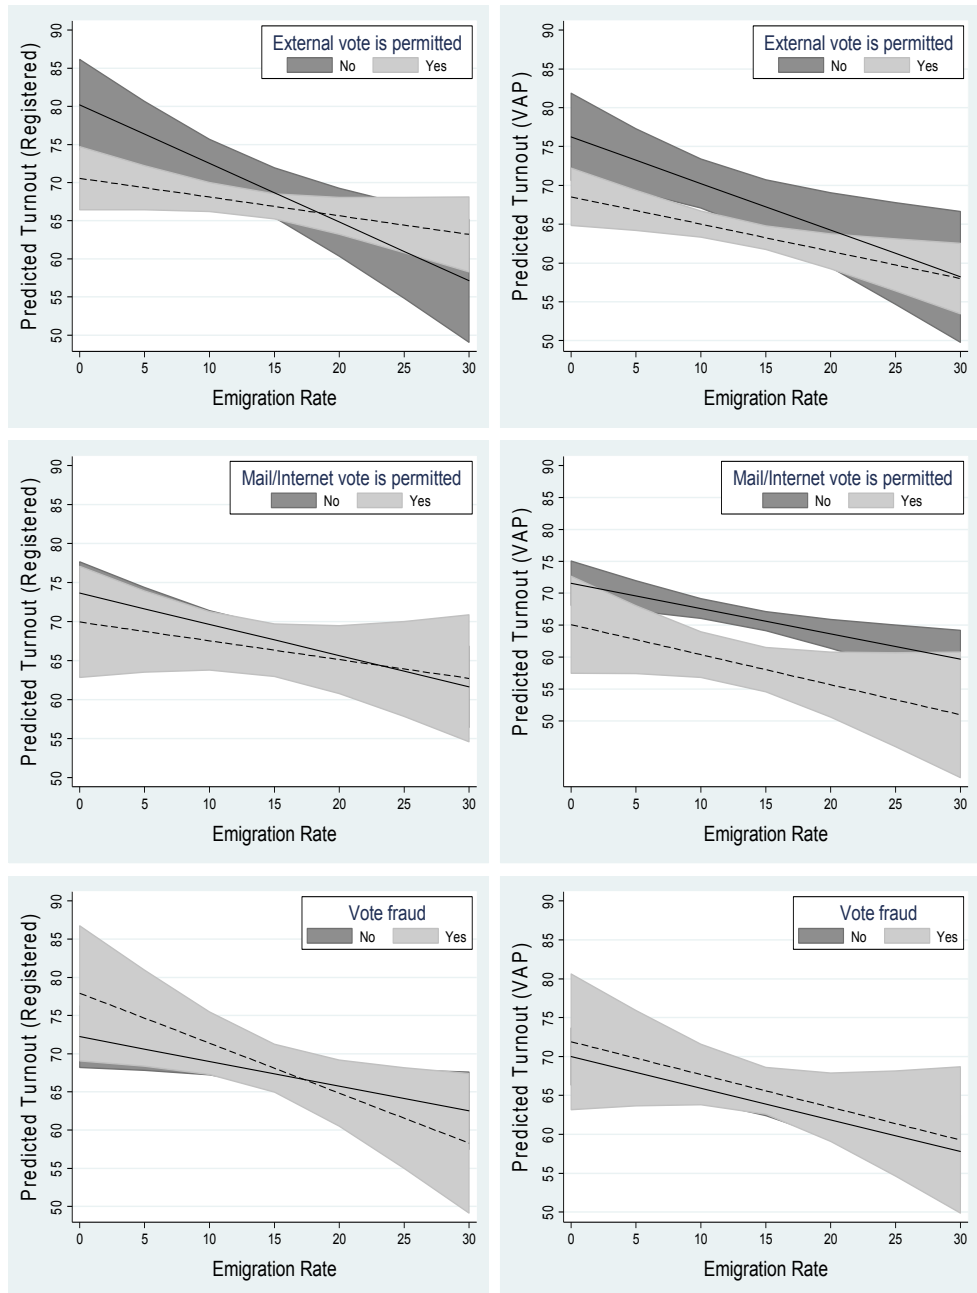 External vote is permitted
No Yes
Predicted Turnout (Registered)
90
85
80
75
70
65
60
55
50
0 5 10 15 20 25 30
Emigration Rate
External vote is permitted
No Yes
Predicted Turnout (VAP)
90
85
80
75
70
65
60
55
50
0 5 10 15 20 25 30
Emigration Rate
Mail/Internet vote is permitted
No Yes
Predicted Turnout (Registered)
90
85
80
75
70
65
60
55
50
0 5 10 15 20 25 30
Emigration Rate
Mail/Internet vote is permitted
No Yes
Predicted Turnout (VAP)
90
85
80
75
70
65
60
55
50
0 5 10 15 20 25 30
Emigration Rate
Vote fraud
No Yes
Predicted Turnout (Registered)
90
85
80
75
70
65
60
55
50
0 5 10 15 20 25 30
Emigration Rate
Vote fraud
No Yes
Predicted Turnout (VAP)
90
85
80
75
70
65
60
55
50
0 5 10 15 20 25 30
Emigration Rate